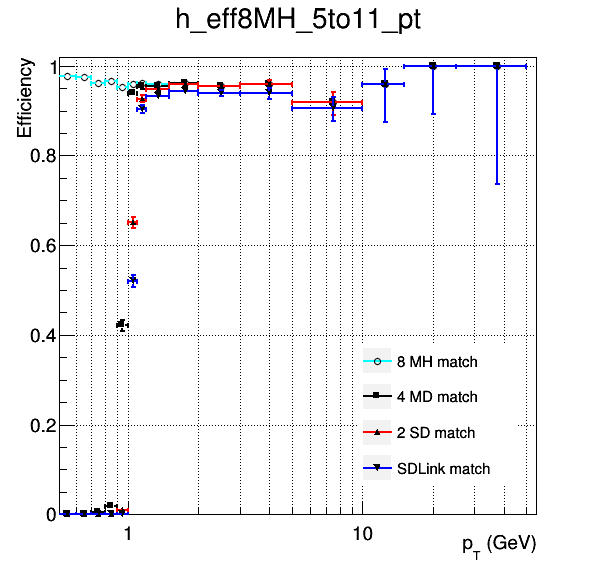 h_eff8MH_5to11_pt
Efficiency
1
0.8
0.6
0.4
0.2
0
8 MH match
4 MD match
2 SD match
SDLink match
1
10
p_T (GeV)